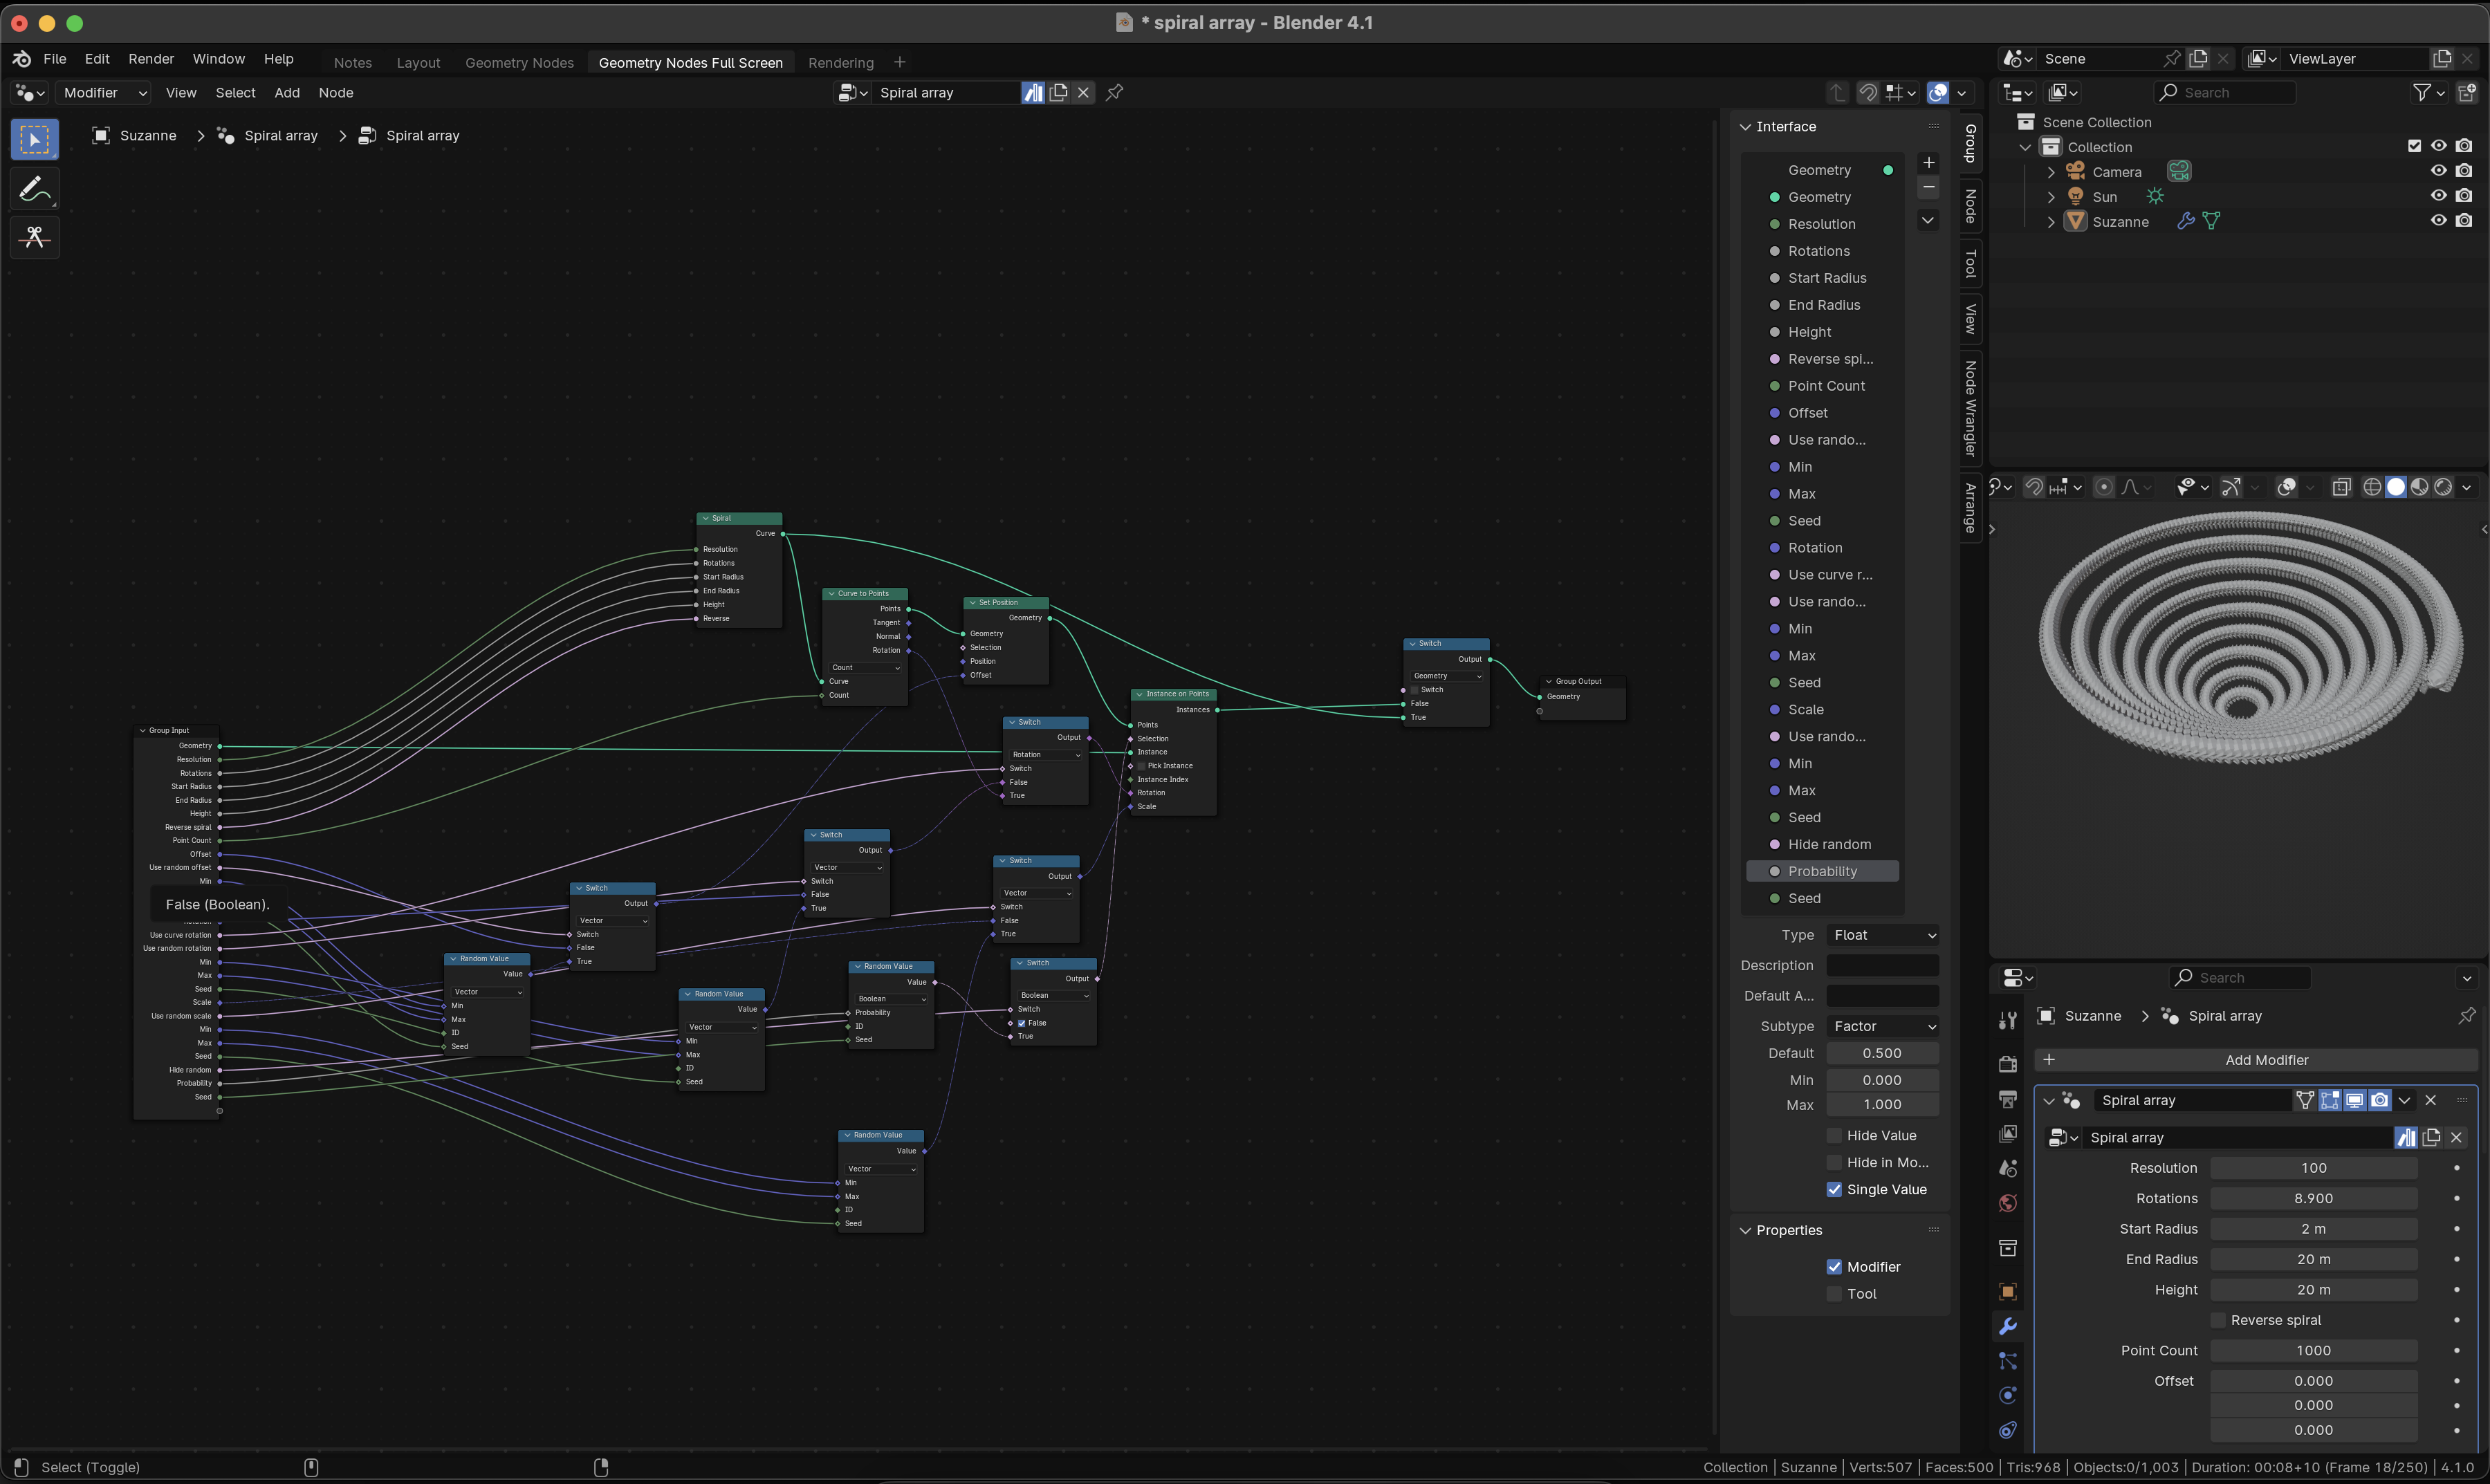 * spiral array - Blender 4.1
File Edit Render Window Help
Notes Layout Geometry Nodes Geometry Nodes Full Screen Rendering +
Scene
ViewLayer
Modifier View Select Add Node
Spiral array
Search
Suzanne > Spiral array > Spiral array
Scene Collection
Collection
Camera
Sun
Suzanne
Interface
Geometry
Geometry
Resolution
Rotations
Start Radius
End Radius
Height
Reverse spi...
Point Count
Offset
Use rando...
Min
Max
Seed
Rotation
Use curve r...
Use rando...
Min
Max
Seed
Scale
Use rando...
Min
Max
Seed
Hide random
Probability
Seed
Type Float
Description
Default A...
Subtype Factor
Default 0.500
Min 0.000
Max 1.000
Hide Value
Hide in Mo...
Single Value
Properties
Modifier
Tool
Group
Node
Tool
View
Node Wrangler
Arrange
Spiral
Curve
Resolution
Rotations
Start Radius
End Radius
Height
Reverse
Curve to Points
Points
Tangent
Normal
Rotation
Count
Curve
Count
Set Position
Geometry
Geometry
Selection
Position
Offset
Switch
Output
Geometry
Switch
False
True
Group Output
Geometry
Instance on Points
Instances
Points
Selection
Instance
Pick Instance
Instance Index
Rotation
Scale
Switch
Output
Rotation
Switch
False
True
Group Input
Geometry
Resolution
Rotations
Start Radius
End Radius
Height
Reverse spiral
Point Count
Offset
Use random offset
Min
False (Boolean).
Use curve rotation
Use random rotation
Min
Max
Seed
Scale
Use random scale
Min
Max
Seed
Hide random
Probability
Seed
Switch
Output
Vector
Switch
False
True
Switch
Output
Vector
Switch
False
True
Switch
Output
Vector
Switch
False
True
Random Value
Value
Vector
Min
Max
ID
Seed
Random Value
Value
Vector
Min
Max
ID
Seed
Random Value
Value
Boolean
Probability
ID
Seed
Switch
Output
Boolean
Switch
False
True
Random Value
Value
Vector
Min
Max
ID
Seed
Search
Suzanne > Spiral array
+ Add Modifier
Spiral array
Spiral array
Resolution 100
Rotations 8.900
Start Radius 2 m
End Radius 20 m
Height 20 m
Reverse spiral
Point Count 1000
Offset 0.000
0.000
0.000
Select (Toggle)
Collection | Suzanne | Verts:507 | Faces:500 | Tris:968 | Objects:0/1,003 | Duration: 00:08+10 (Frame 18/250) | 4.1.0